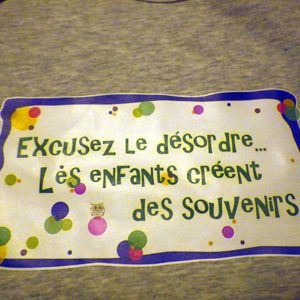 Excusez le désordre...
Les enfants créent
des souvenirs